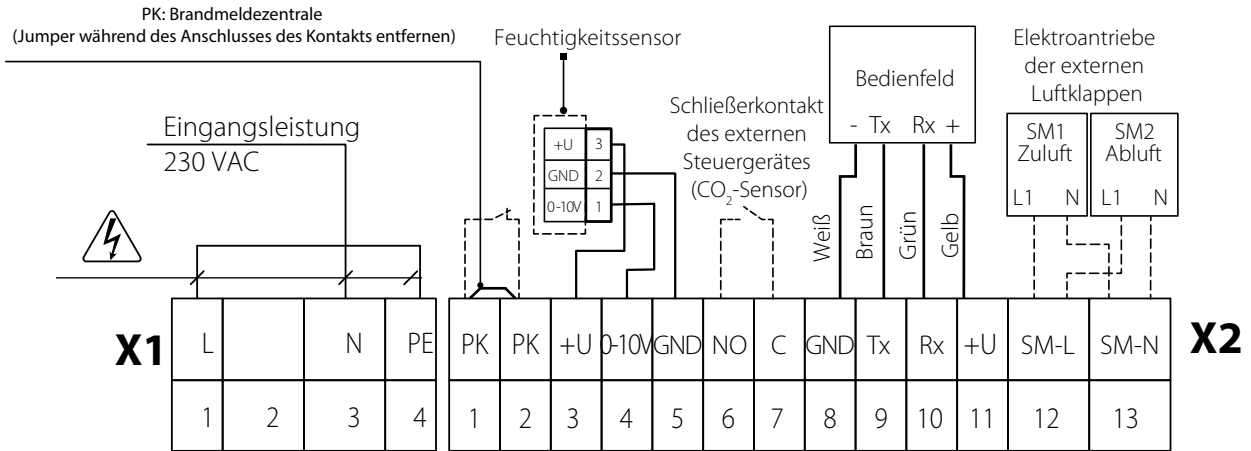 PK: Brandmeldezentrale
(Jumper während des Anschlusses des Kontakts entfernen)
Feuchtigkeitssensor
Eingangsleistung
230 VAC
+U 3
GND 2
0-10V 1
Schließerkontakt
des externen
Steuergerätes
(CO₂-Sensor)
Bedienfeld
- Tx Rx +
Weiß
Braun
Grün
Gelb
Elektroantriebe
der externen
Luftklappen
SM1
Zuluft
L1 N
SM2
Abluft
L1 N
X1
L N PE
1 2 3 4
PK PK +U 0-10V GND NO C GND Tx Rx +U SM-L SM-N
1 2 3 4 5 6 7 8 9 10 11 12 13
X2